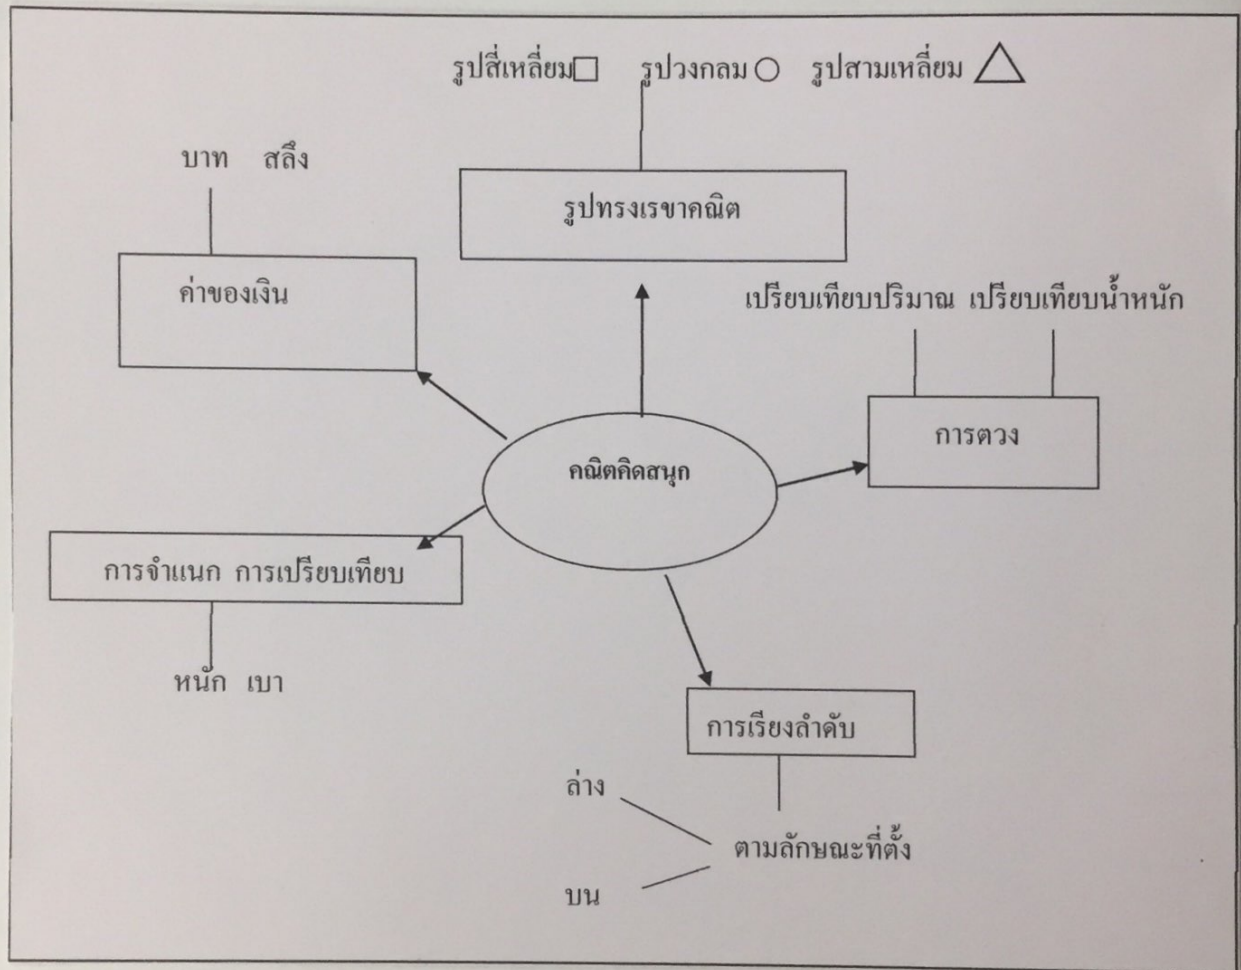 รูปสี่เหลี่ยม รูปวงกลม รูปสามเหลี่ยม
บาท สลึง
รูปทรงเรขาคณิต
ค่าของเงิน
เปรียบเทียบปริมาณ เปรียบเทียบน้ำหนัก
การตวง
คณิตคิดสนุก
การจำแนก การเปรียบเทียบ
หนัก เบา
การเรียงลำดับ
ล่าง
ตามลักษณะที่ตั้ง
บน